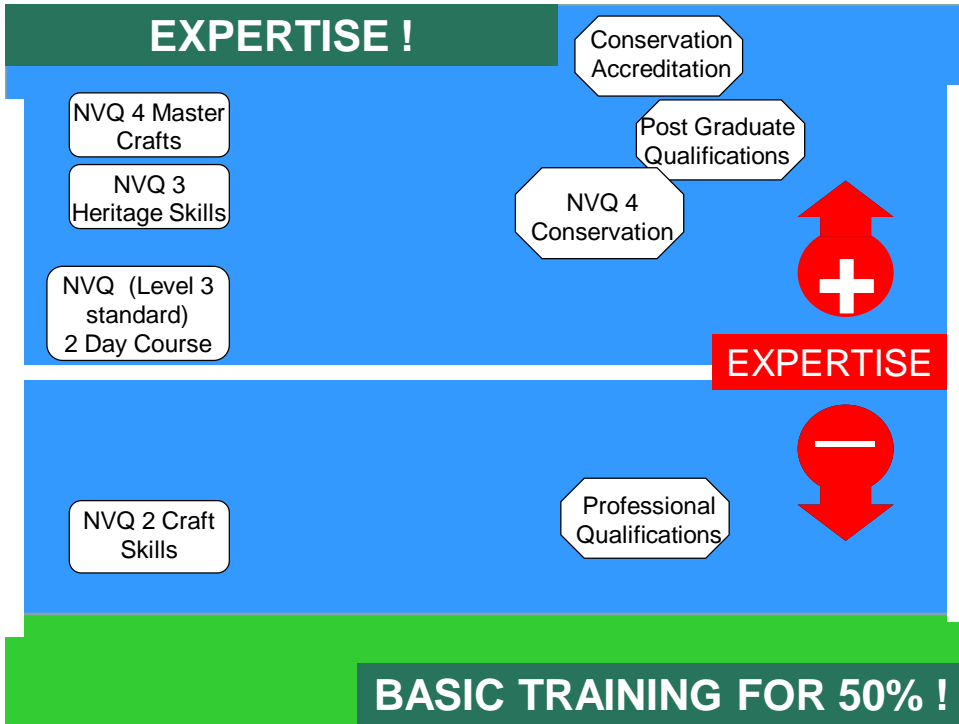 EXPERTISE !
Conservation
Accreditation
NVQ 4 Master
Crafts
Post Graduate
Qualifications
NVQ 3
Heritage Skills
NVQ 4
Conservation
NVQ (Level 3
standard)
2 Day Course
EXPERTISE
NVQ 2 Craft
Skills
Professional
Qualifications
BASIC TRAINING FOR 50% !